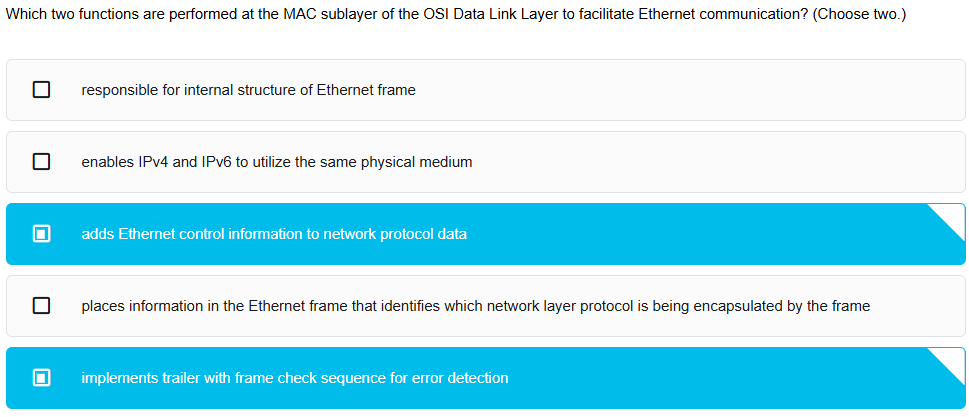 Which two functions are performed at the MAC sublayer of the OSI Data Link Layer to facilitate Ethernet communication? (Choose two.)
responsible for internal structure of Ethernet frame
enables IPv4 and IPv6 to utilize the same physical medium
adds Ethernet control information to network protocol data
places information in the Ethernet frame that identifies which network layer protocol is being encapsulated by the frame
implements trailer with frame check sequence for error detection